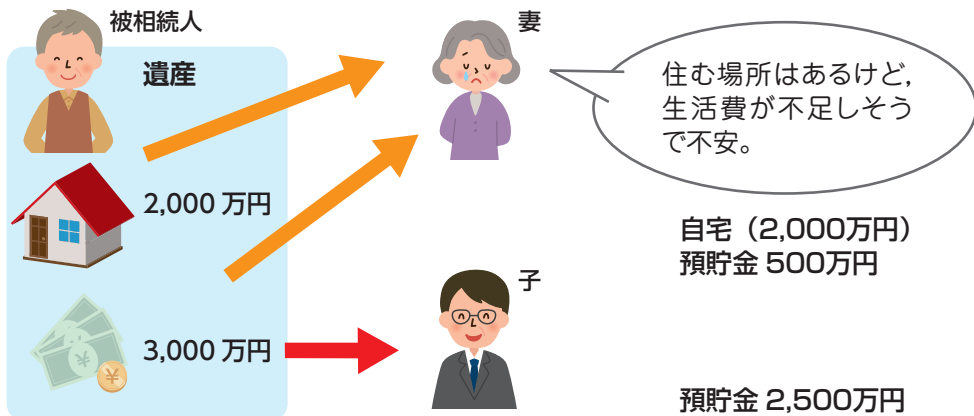 被相続人
遺産
2,000 万円
¥
¥
3,000 万円
妻
住む場所はあるけど,
生活費が不足しそう
で不安。
自宅（2,000万円）
預貯金 500万円
子
預貯金 2,500万円